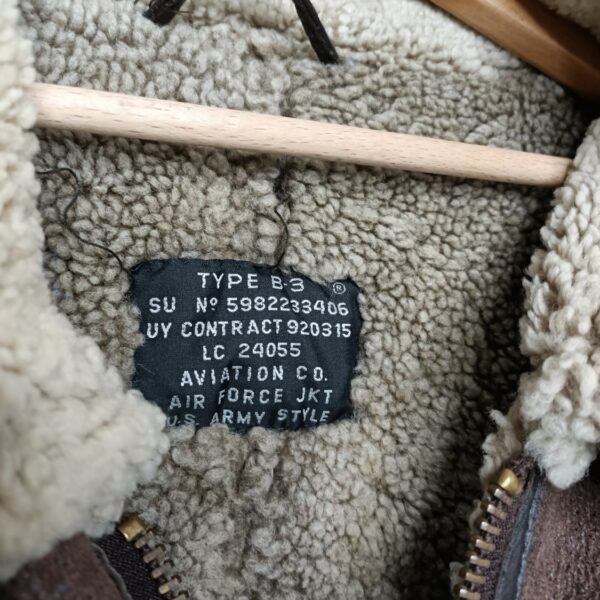 TYPE B-3 ®
SU Nº 5982233406
UY CONTRACT 920315
LC 24055
AVIATION CO.
AIR FORCE JKT
U.S. ARMY STYLE